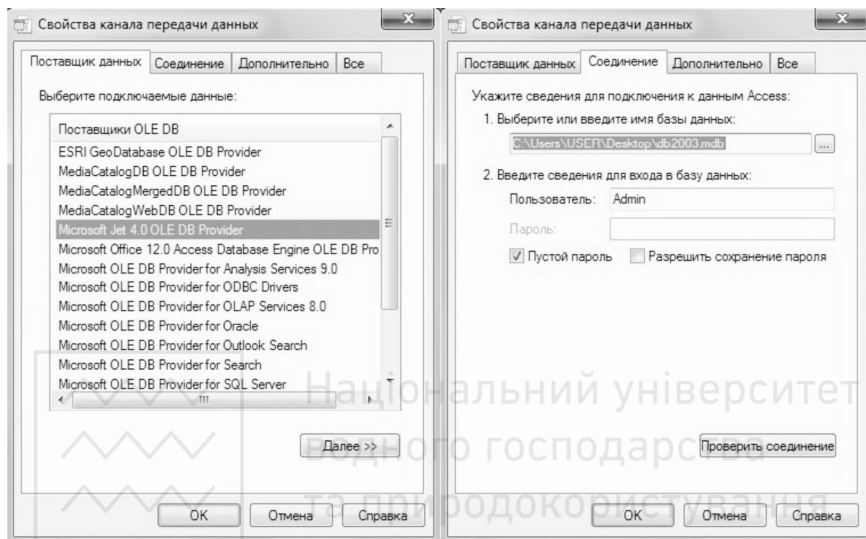 Свойства канала передачи данных
Поставщик данных Соединение Дополнительно Все
Выберите подключаемые данные:
Поставщики OLE DB
ESRI GeoDatabase OLE DB Provider
MediaCatalogDB OLE DB Provider
MediaCatalogMergedDB OLE DB Provider
MediaCatalogWebDB OLE DB Provider
Microsoft Jet 4.0 OLE DB Provider
Microsoft Office 12.0 Access Database Engine OLE DB Pro
Microsoft OLE DB Provider for Analysis Services 9.0
Microsoft OLE DB Provider for ODBC Drivers
Microsoft OLE DB Provider for OLAP Services 8.0
Microsoft OLE DB Provider for Oracle
Microsoft OLE DB Provider for Outlook Search
Microsoft OLE DB Provider for Search
Microsoft OLE DB Provider for SQL Server
Далее >>
OK Отмена Справка
Свойства канала передачи данных
Поставщик данных Соединение Дополнительно Все
Укажите сведения для подключения к данным Access:
1. Выберите или введите имя базы данных:
C:\Users\USER\Desktop\db2003.mdb ...
2. Введите сведения для входа в базу данных:
Пользователь: Admin
Пароль:
Пустой пароль Разрешить сохранение пароля
Проверить соединение
OK Отмена Справка
Національний університет
водного господарства
та природокористування